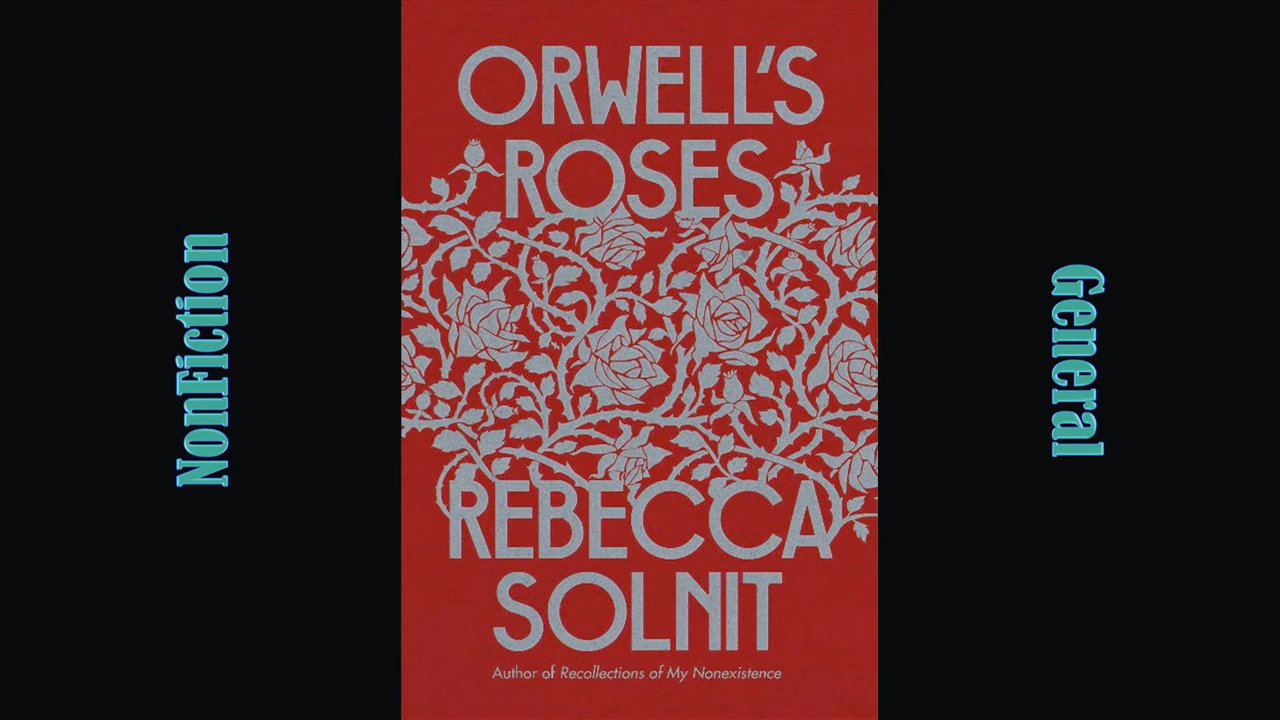 NonFiction
ORWELL'S
ROSES
REBECCA
SOLNIT
Author of Recollections of My Nonexistence
General